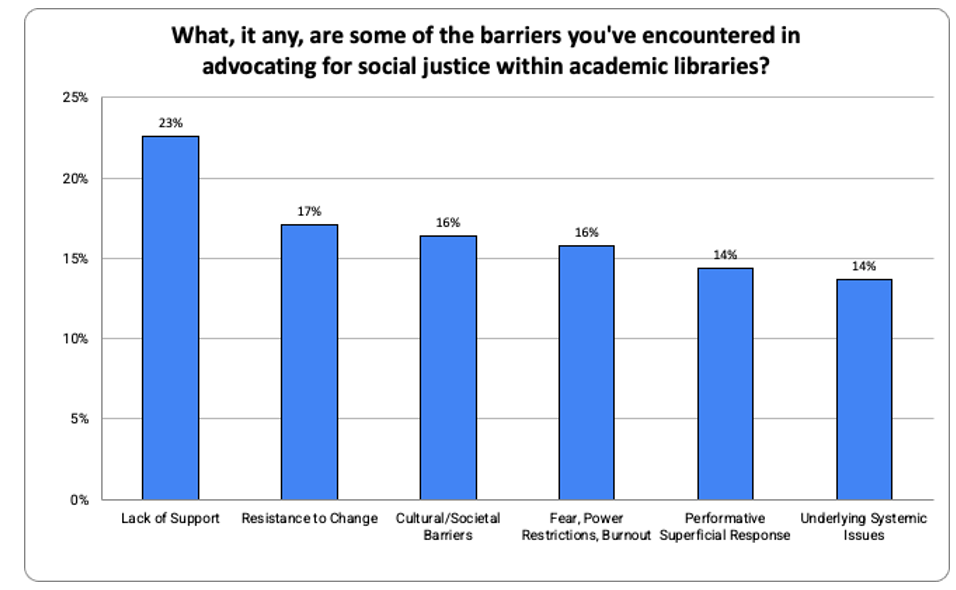 What, it any, are some of the barriers you've encountered in
advocating for social justice within academic libraries?
25%
20%
15%
10%
5%
0%
23%
17%
16%
16%
14%
14%
Lack of Support
Resistance to Change
Cultural/Societal
Barriers
Fear, Power
Restrictions, Burnout
Performative
Superficial Response
Underlying Systemic
Issues